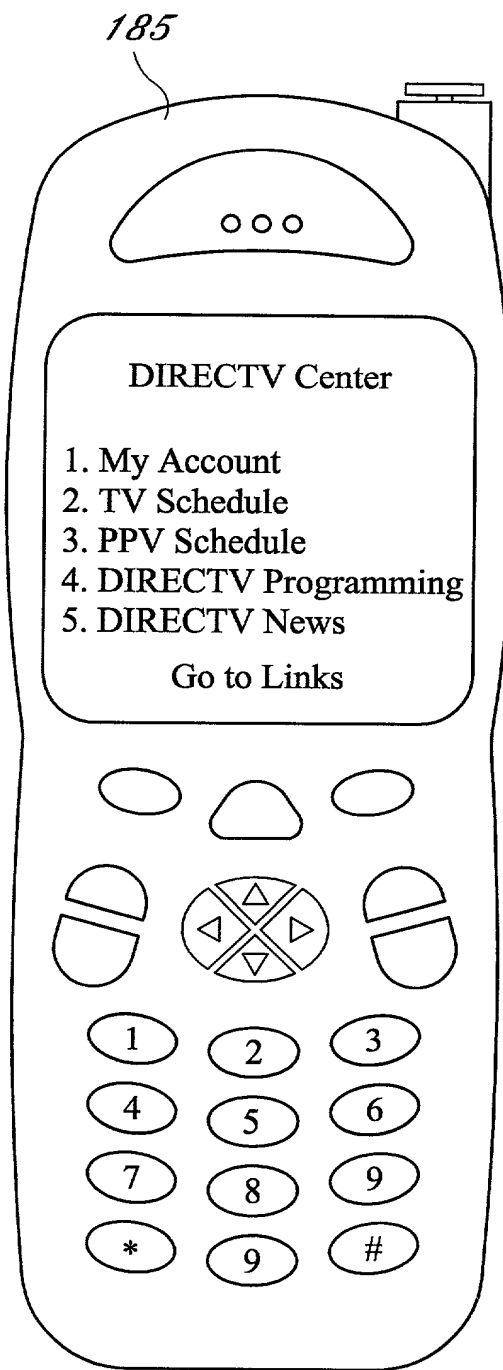 185
DIRECTV Center
1. My Account
2. TV Schedule
3. PPV Schedule
4. DIRECTV Programming
5. DIRECTV News
Go to Links
1 2 3
4 5 6
7 8 9
* 9 #